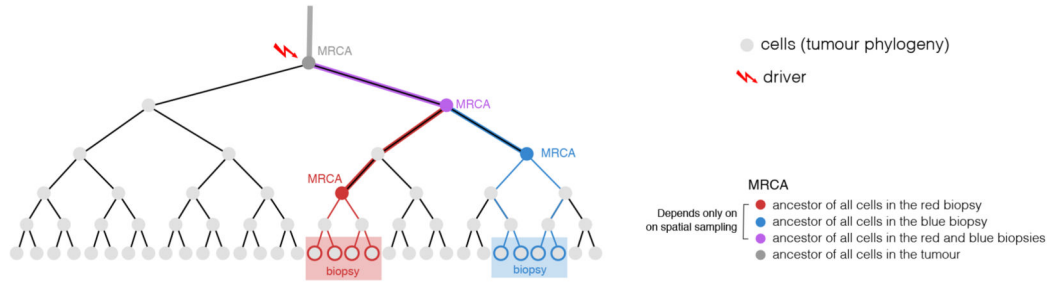 MRCA
cells (tumour phylogeny)
driver
MRCA
MRCA
MRCA
MRCA
ancestor of all cells in the red biopsy
Depends only on
on spatial sampling
ancestor of all cells in the blue biopsy
ancestor of all cells in the red and blue biopsies
ancestor of all cells in the tumour
biopsy
biopsy